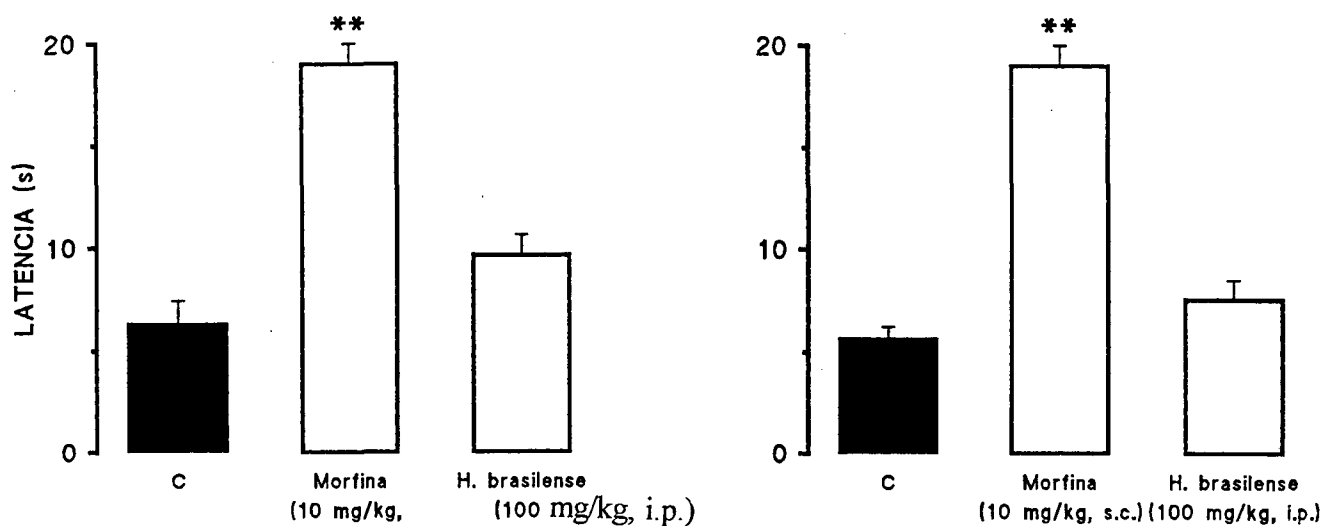 **
20
10
0
LATENCIA (s)
C
Morfina
(10 mg/kg,
H. brasilense
(100 mg/kg, i.p.)
**
20
10
0
C
Morfina
(10 mg/kg, s.c.)
H. brasilense
(100 mg/kg, i.p.)